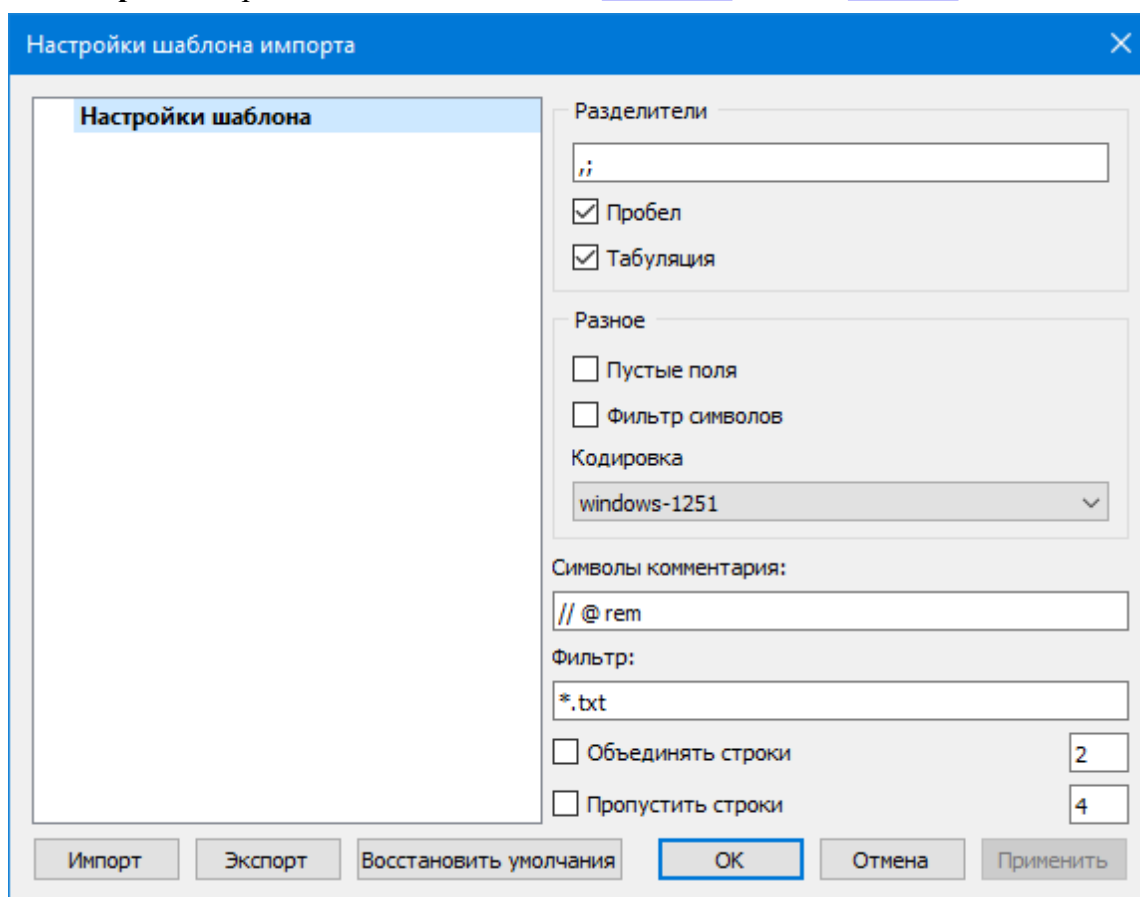 Настройки шаблона импорта
Настройки шаблона
Разделители
,;
Пробел
Табуляция
Разное
Пустые поля
Фильтр символов
Кодировка
windows-1251
Символы комментария:
// @ rem
Фильтр:
*.txt
Объединять строки 2
Пропустить строки 4
Импорт Экспорт Восстановить умолчания ОК Отмена Применить